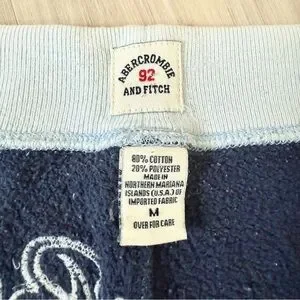 ABERCROMBIE
92
AND FITCH
80% COTTON
20% POLYESTER
MADE IN
NORTHERN MARIANA
ISLANDS (U.S.A.) OF
IMPORTED FABRIC
M
OVER FOR CARE